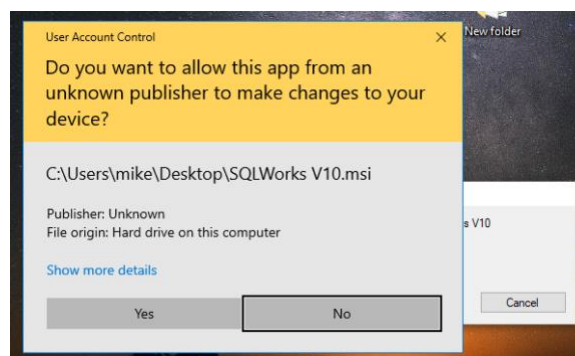 User Account Control
New folder
Do you want to allow this app from an
unknown publisher to make changes to your
device?
C:\Users\mike\Desktop\SQLWorks V10.msi
Publisher: Unknown
File origin: Hard drive on this computer
V10
Show more details
Yes
No
Cancel